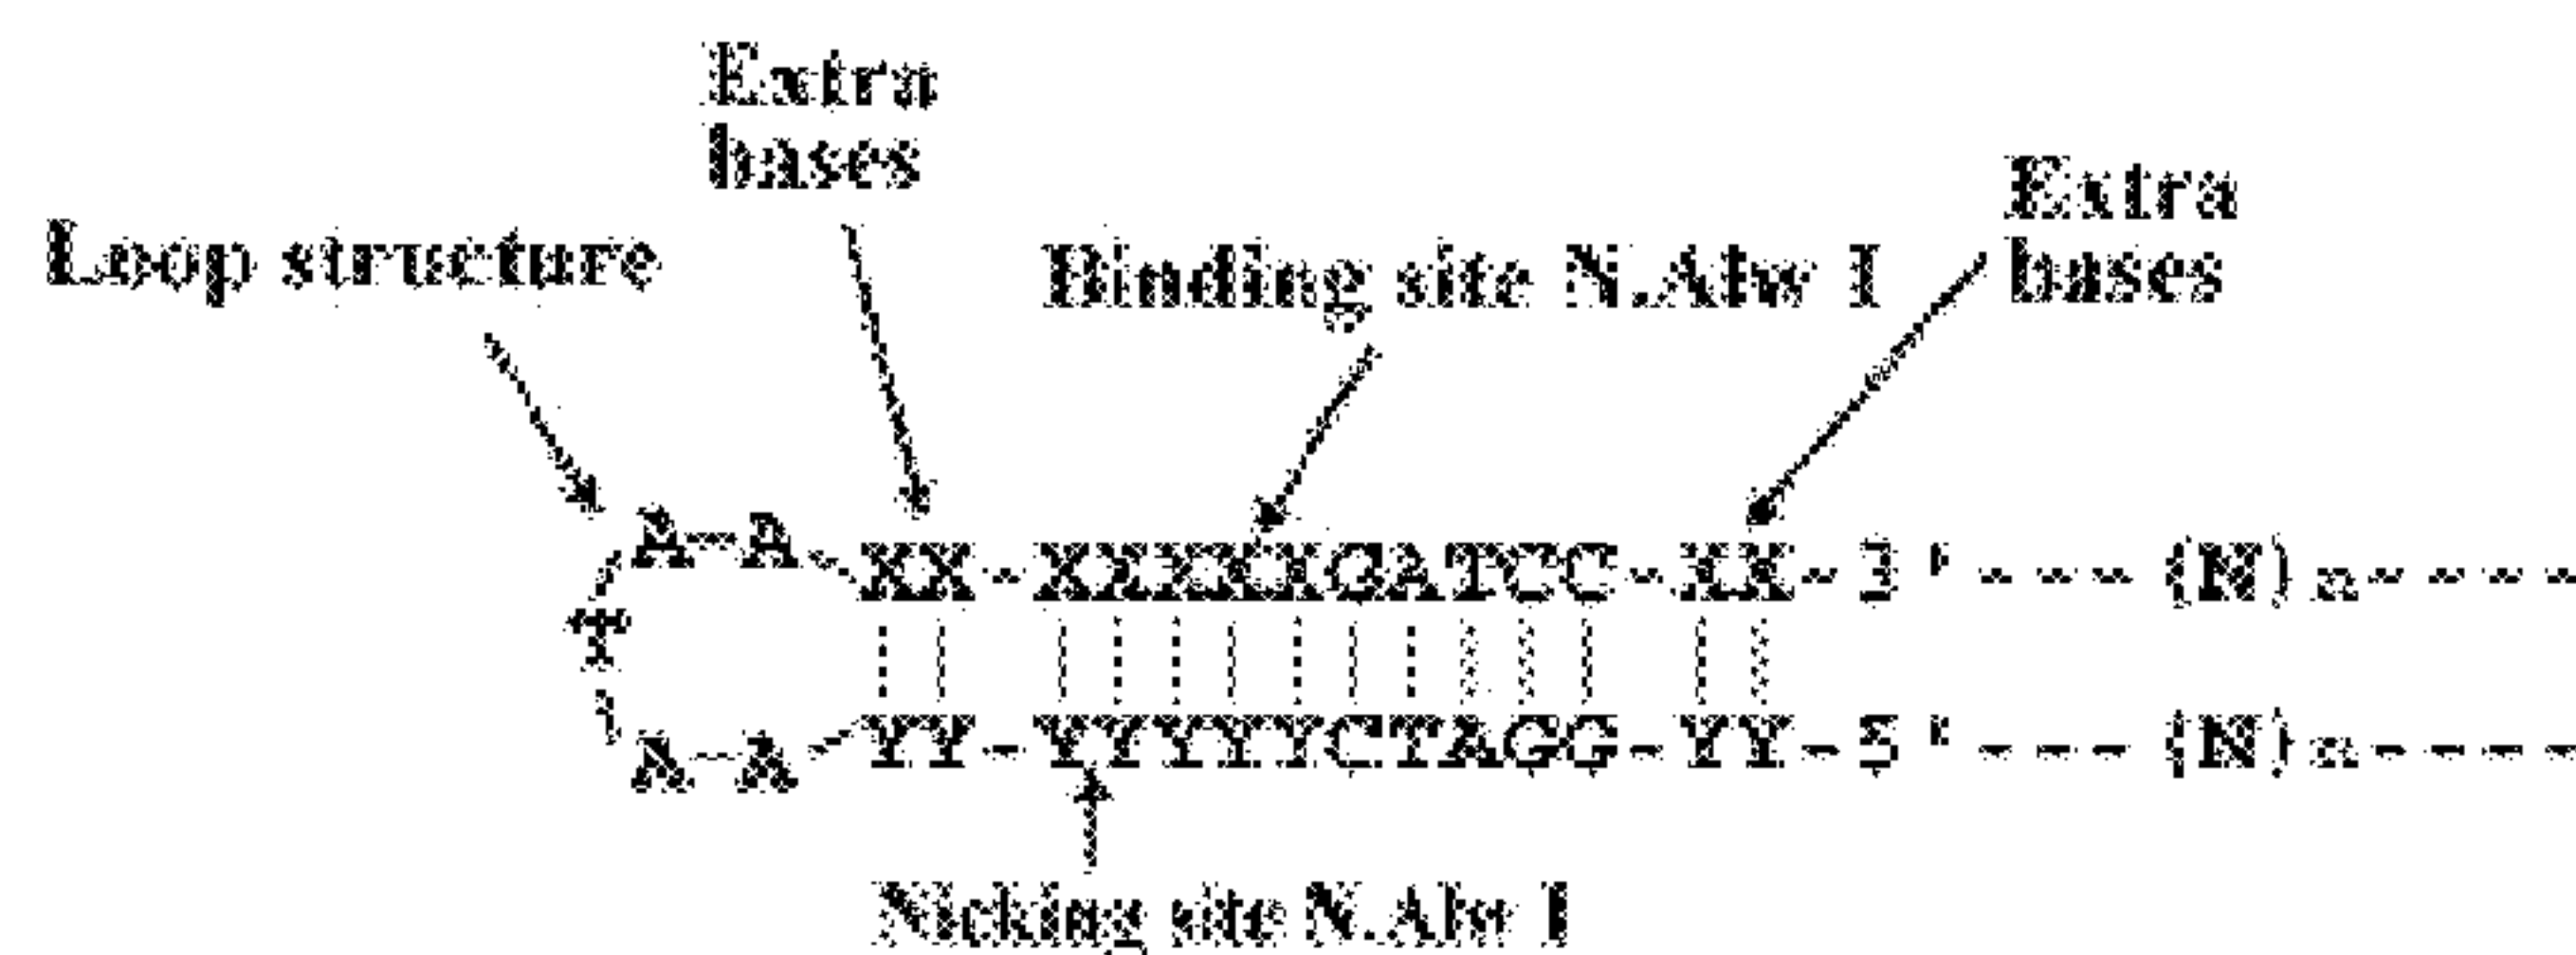 Extra
bases
Loop structure
Binding site N.Alw I
Extra
bases
A-A
XX-XXXXXGATCC-XX-3'---(N)n----
T
YY-YYYYYCTAGG-YY-5'---(N)n----
A-A
Nicking site N.Alw I